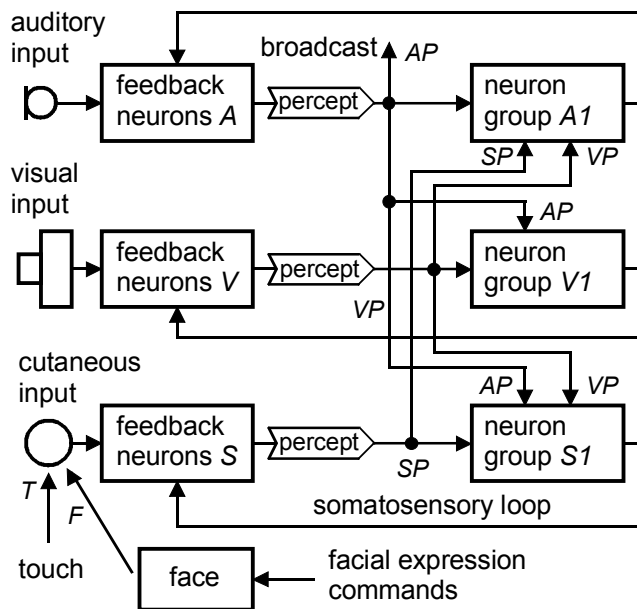 auditory
input
broadcast
AP
feedback
neurons A
percept
neuron
group A1
SP
VP
visual
input
AP
feedback
neurons V
percept
neuron
group V1
VP
cutaneous
input
AP
VP
feedback
neurons S
percept
neuron
group S1
SP
T
F
somatosensory loop
touch
face
facial expression
commands